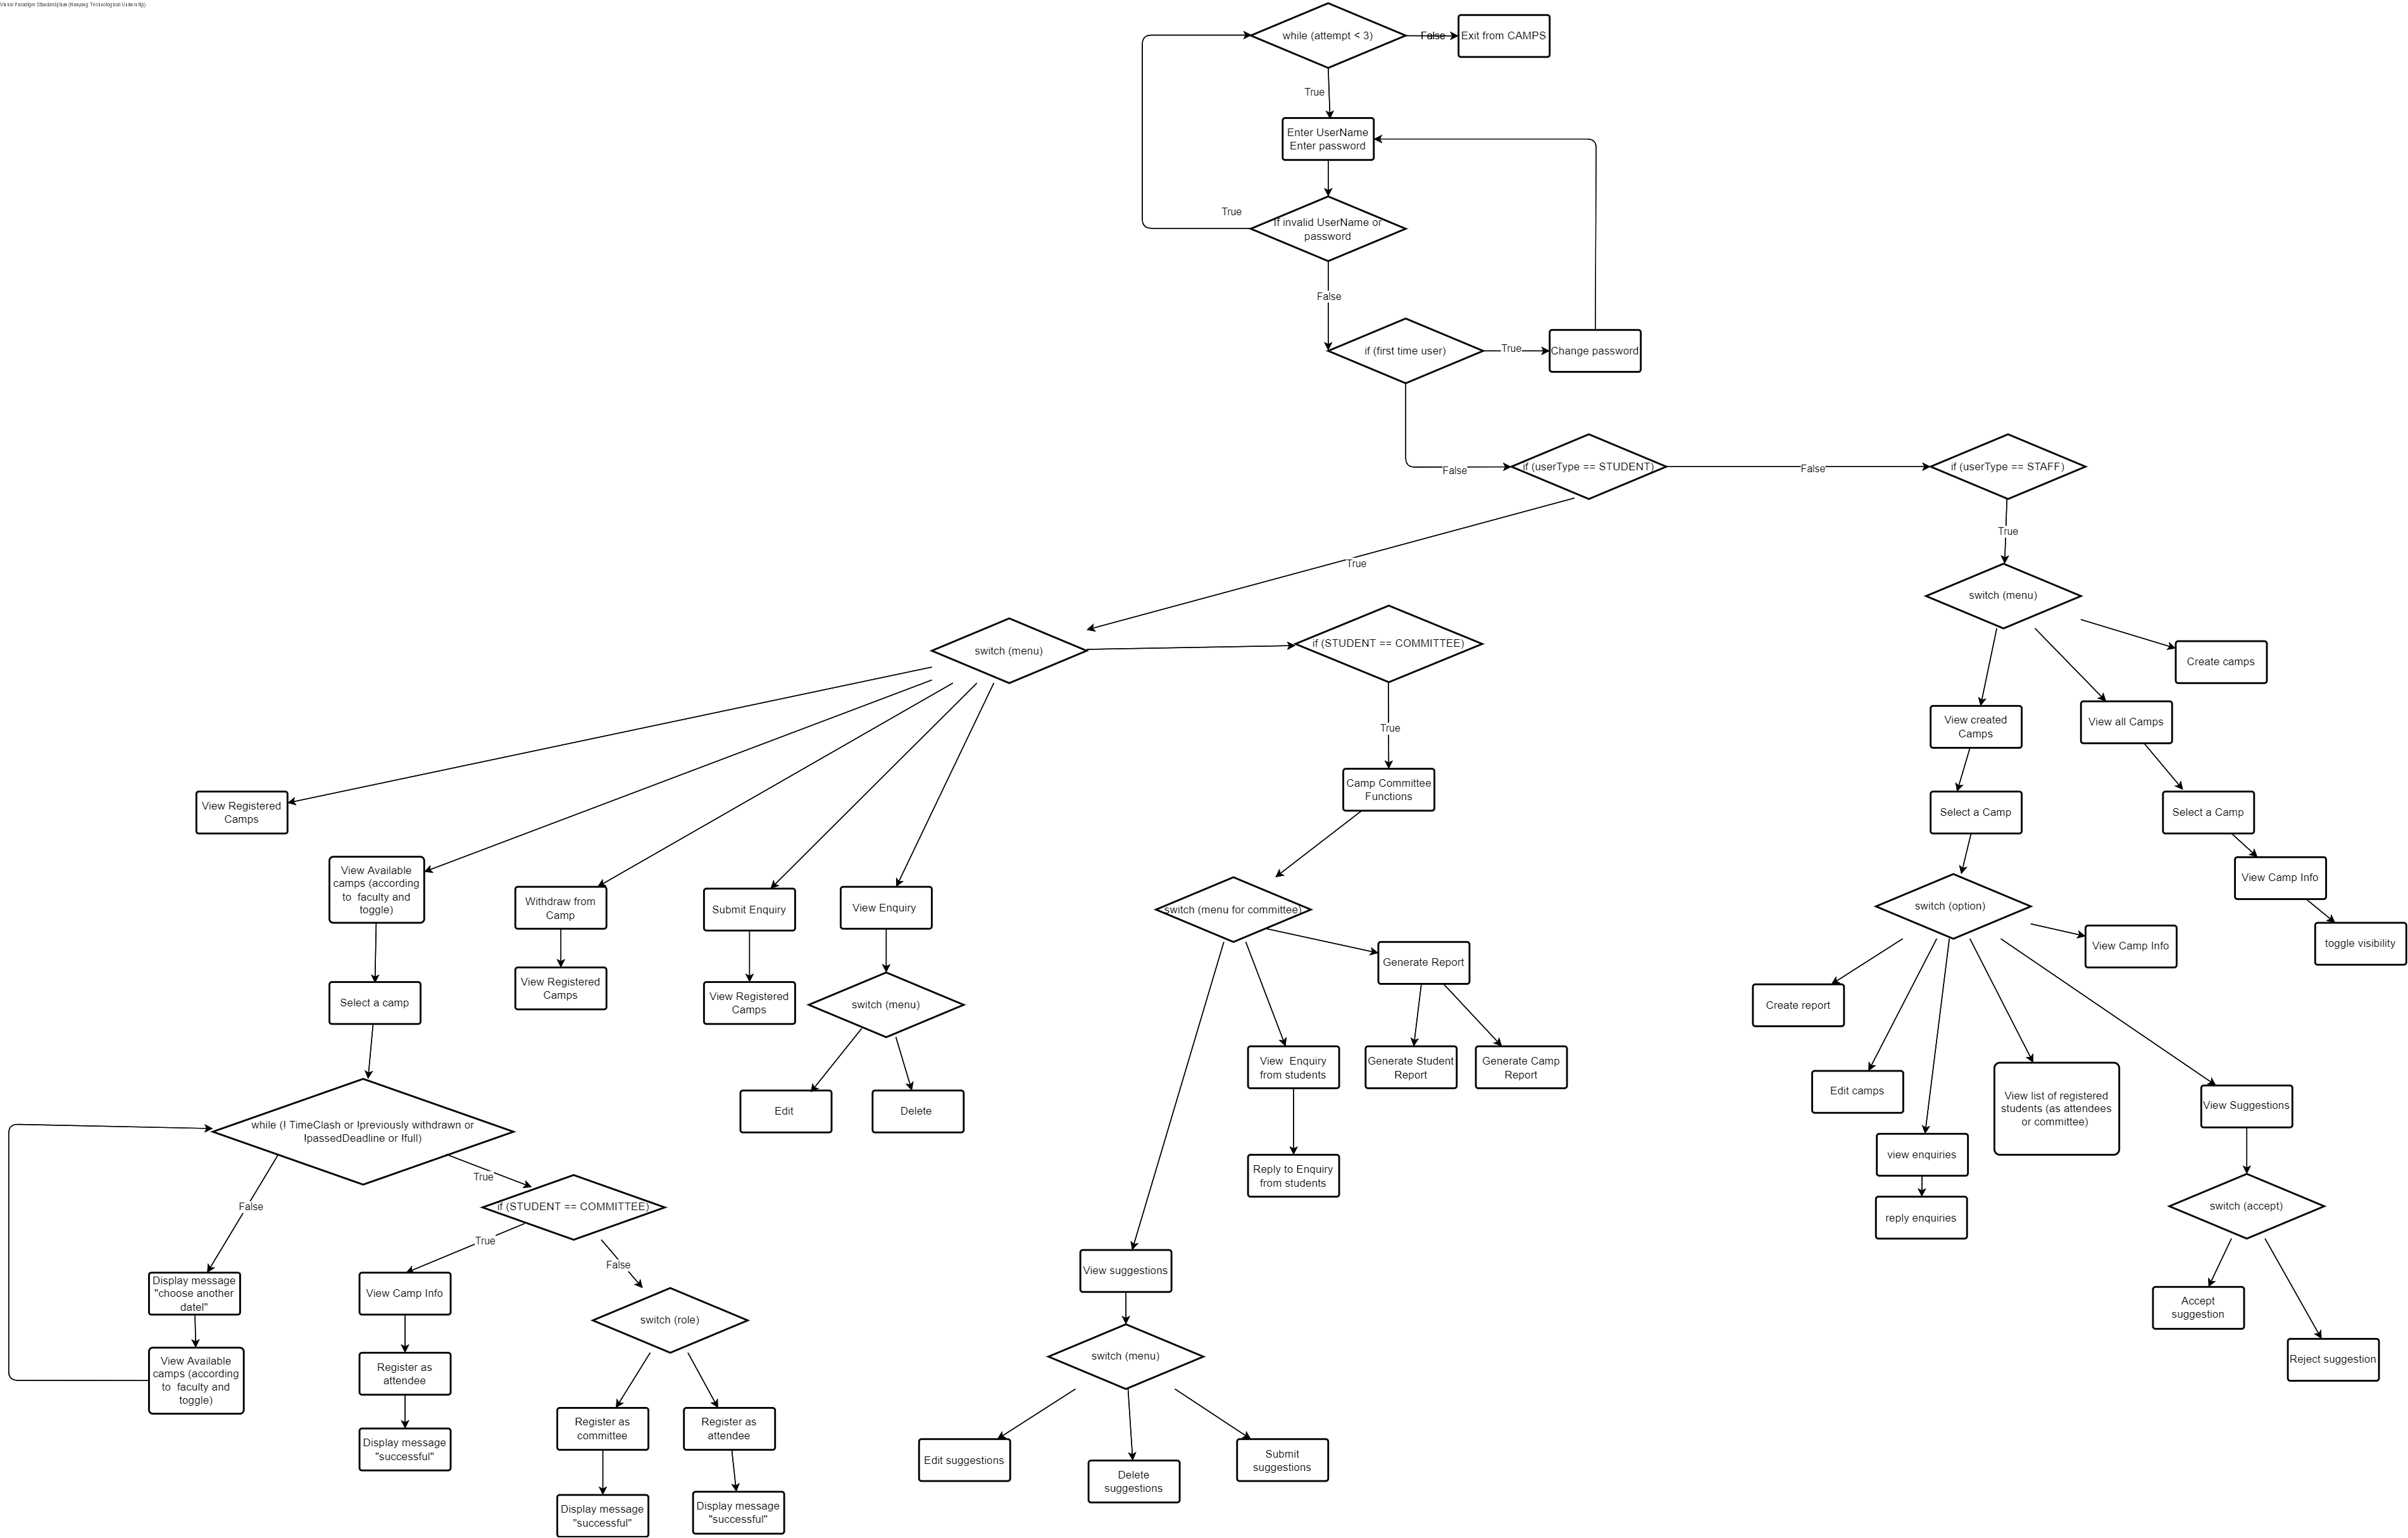 Visual Paradigm Standard(isue (Nanyang Technological University))
while (attempt < 3)
False
Exit from CAMPS
True
Enter UserName
Enter password
True
If invalid UserName or
password
False
if (first time user)
True
Change password
False
if (userType == STUDENT)
False
if (userType == STAFF)
True
True
switch (menu)
switch (menu)
if (STUDENT == COMMITTEE)
Create camps
View created
Camps
View all Camps
True
Camp Committee
Functions
View Registered
Camps
Select a Camp
Select a Camp
View Available
camps (according
to faculty and
toggle)
Withdraw from
Camp
Submit Enquiry
View Enquiry
switch (menu for committee)
switch (option)
View Camp Info
View Camp Info
toggle visibility
Generate Report
View Registered
Camps
View Registered
Camps
Select a camp
switch (menu)
Create report
View Enquiry
from students
Generate Student
Report
Generate Camp
Report
Edit
Delete
Edit camps
View list of registered
students (as attendees
or committee)
View Suggestions
while (! TimeClash or !previously withdrawn or
!passedDeadline or !full)
view enquiries
Reply to Enquiry
from students
True
False
if (STUDENT == COMMITTEE)
reply enquiries
switch (accept)
True
False
View suggestions
Display message
"choose another
date!"
View Camp Info
switch (role)
Accept
suggestion
Reject suggestion
switch (menu)
View Available
camps (according
to faculty and
toggle)
Register as
attendee
Register as
committee
Register as
attendee
Display message
"successful"
Edit suggestions
Delete
suggestions
Submit
suggestions
Display message
"successful"
Display message
"successful"